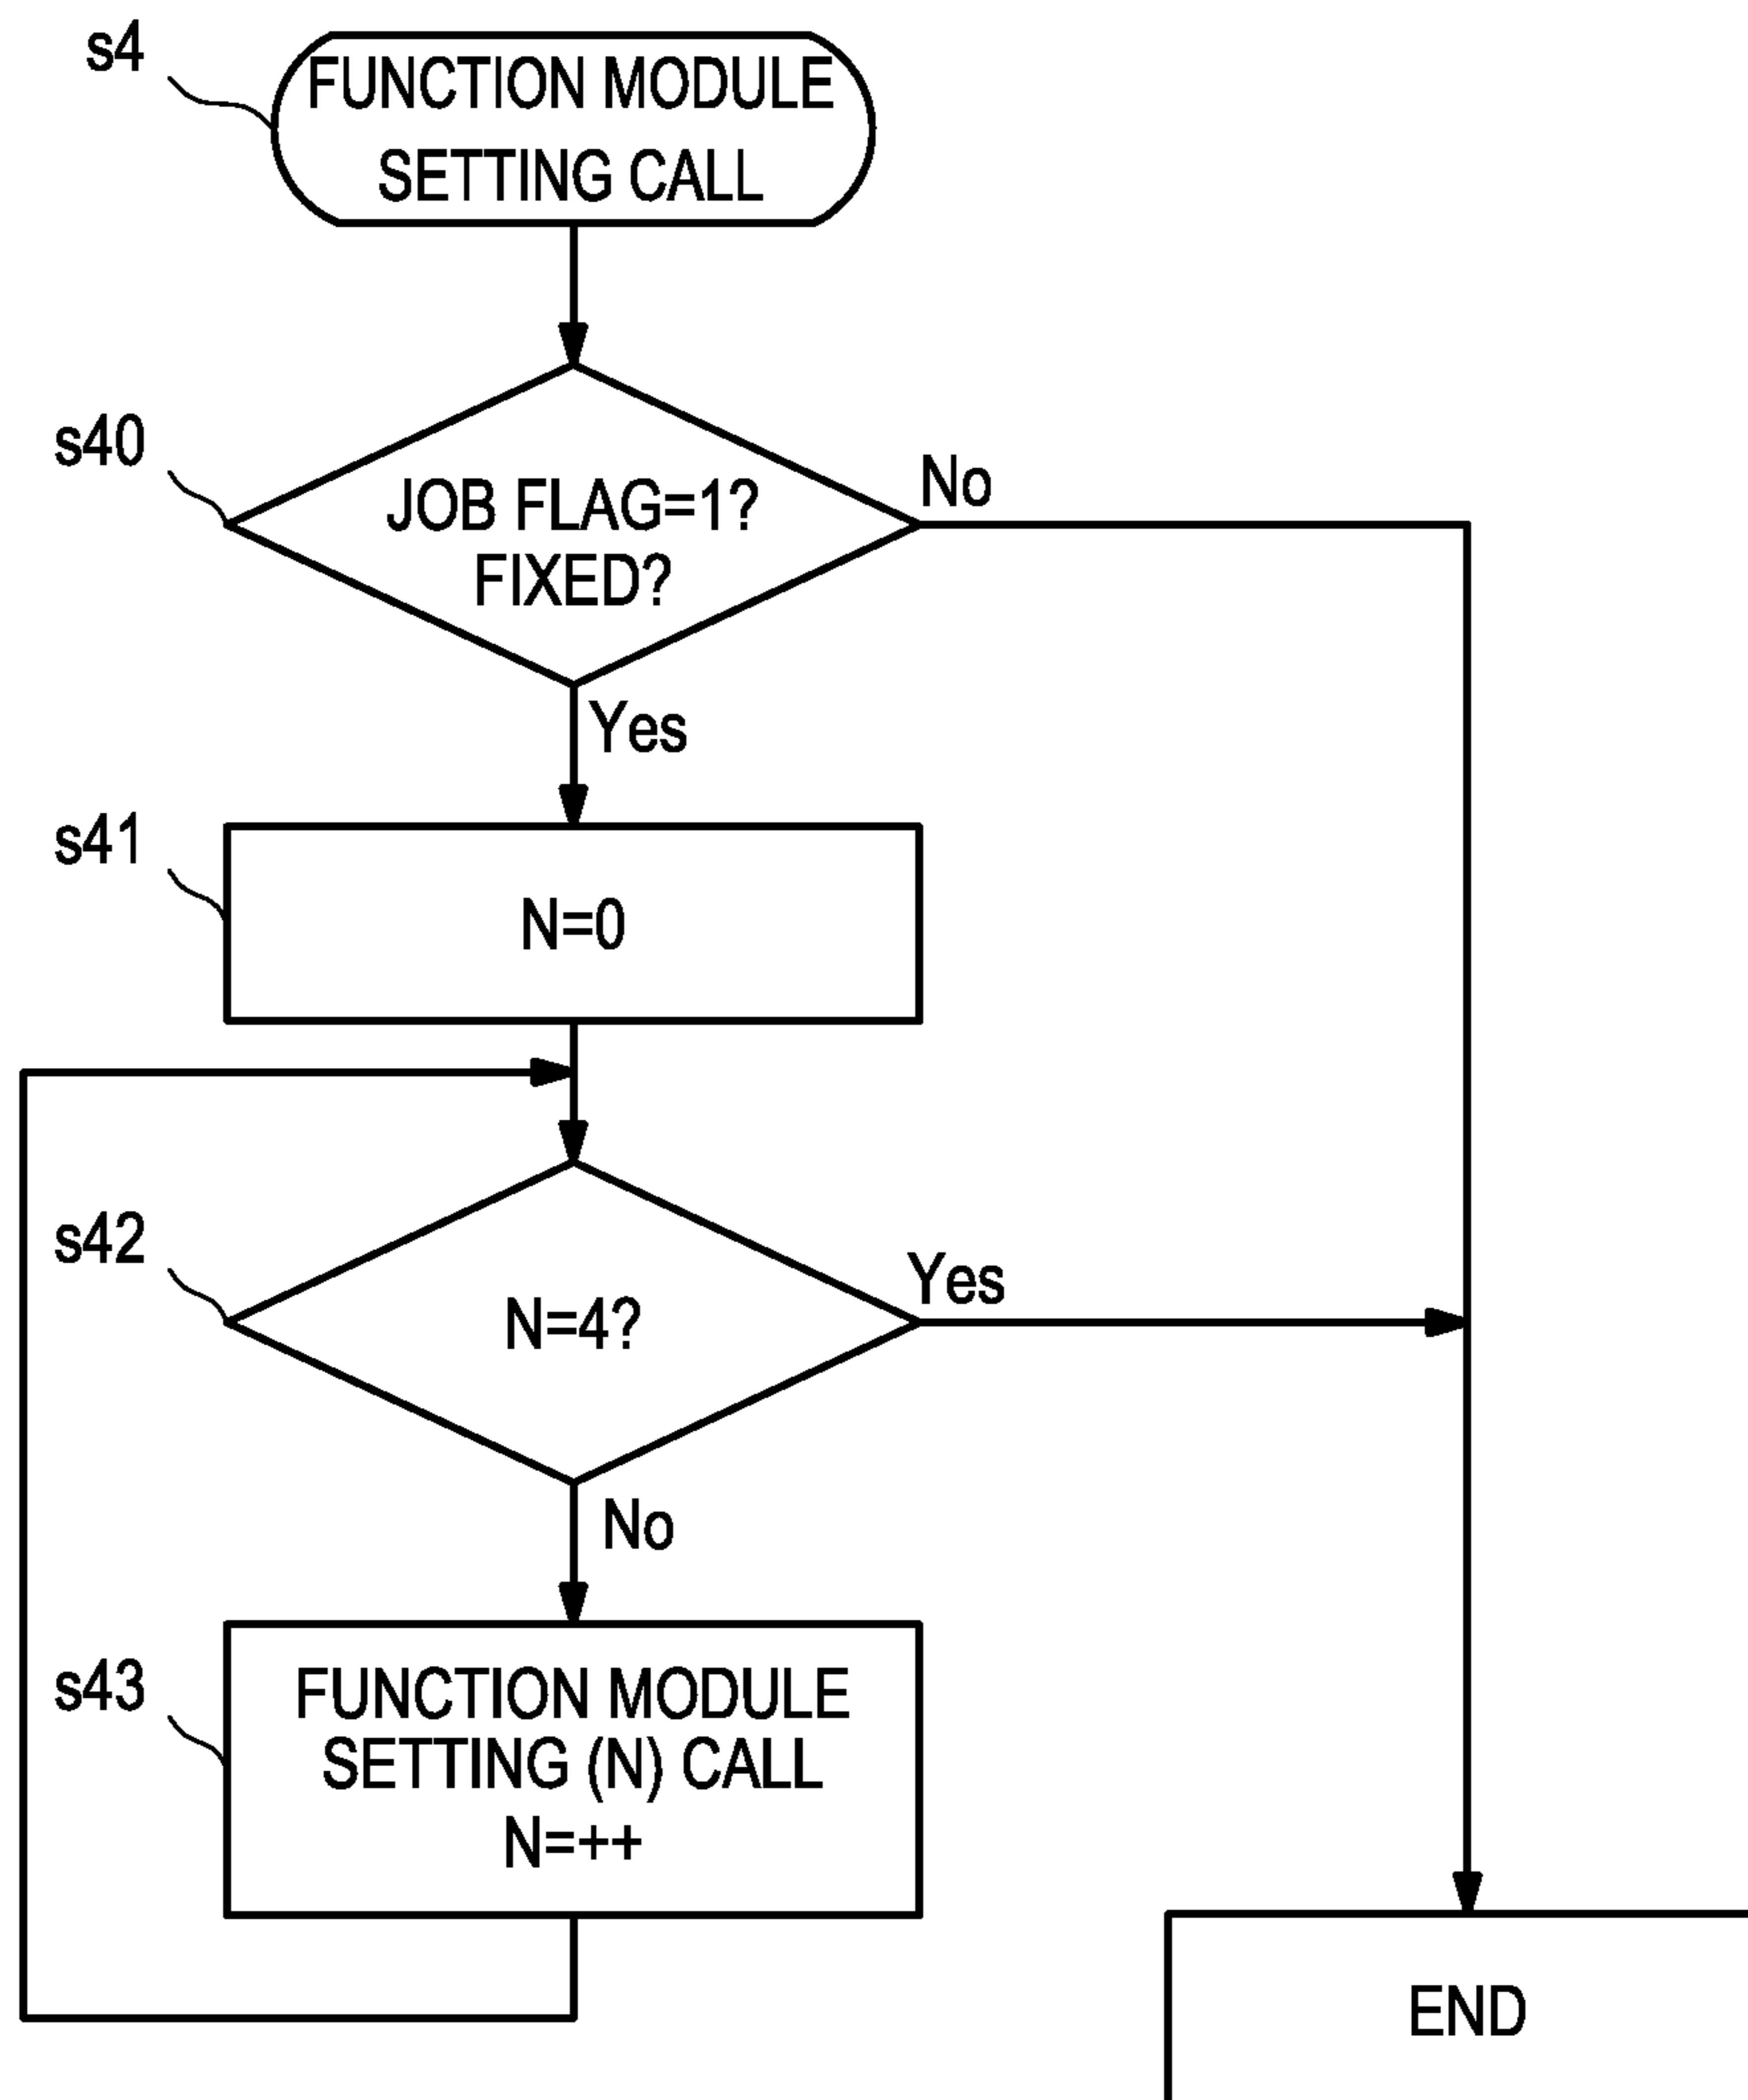 s4
FUNCTION MODULE
SETTING CALL
s40
JOB FLAG=1?
FIXED?
No
Yes
s41
N=0
s42
N=4?
Yes
No
s43
FUNCTION MODULE
SETTING (N) CALL
N=++
END